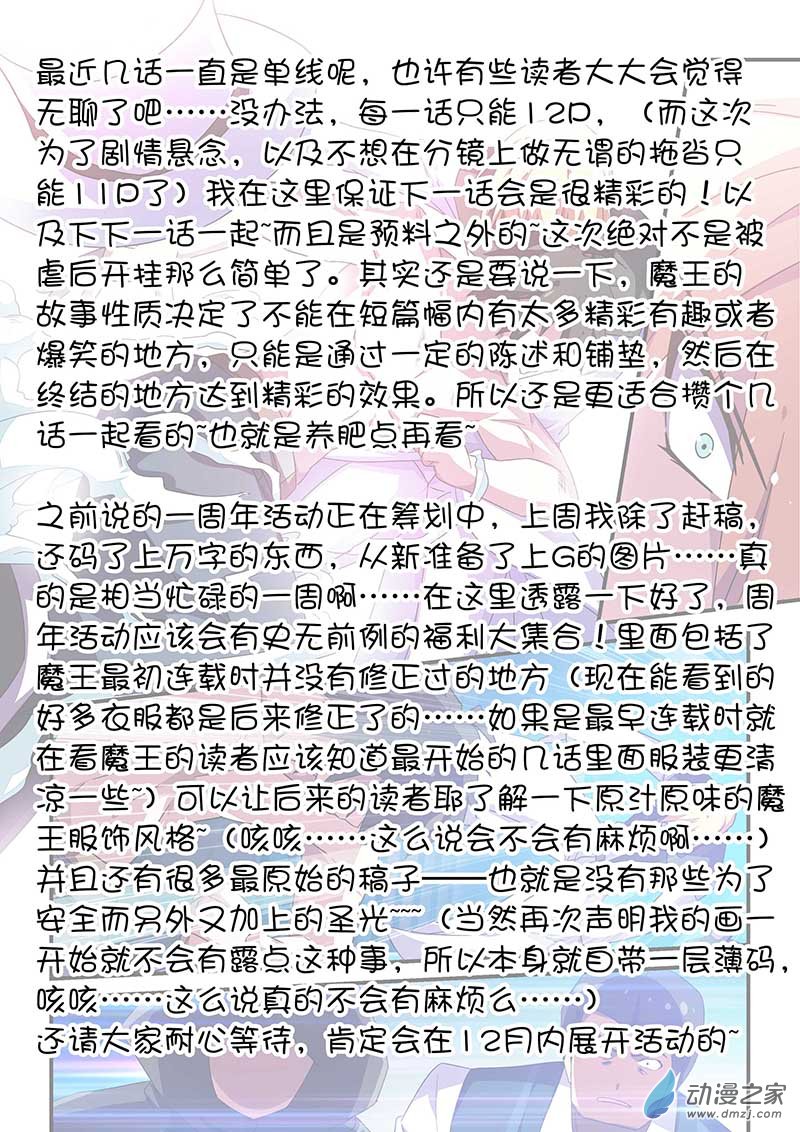 最近几话一直是单线呢，也许有些读者大大会觉得
无聊了吧……没办法，每一话只能12P，（而这次
为了剧情悬念，以及不想在分镜上做无谓的拖沓只
能11P了）我在这里保证下一话会是很精彩的！以
及下下一话一起~而且是预料之外的~这次绝对不是被
虐后开挂那么简单了。其实还是要说一下，魔王的
故事性质决定了不能在短篇幅内有太多精彩有趣或者
爆笑的地方，只能是通过一定的陈述和铺垫，然后在
终结的地方达到精彩的效果。所以还是更适合攒个几
话一起看的~也就是养肥点再看~
之前说的一周年活动正在筹划中，上周我除了赶稿，
还码了上万字的东西，从新准备了上G的图片……真
的是相当忙碌的一周啊……在这里透露一下好了，周
年活动应该会有史无前例的福利大集合！里面包括了
魔王最初连载时并没有修正过的地方（现在能看到的
好多衣服都是后来修正了的……如果是最早连载时就
在看魔王的读者应该知道最开始的几话里面服装更清
凉一些~）可以让后来的读者耶了解一下原汁原味的魔
王服饰风格~（咳咳……这么说会不会有麻烦啊……）
并且还有很多最原始的稿子——也就是没有那些为了
安全而另外又加上的圣光~~~（当然再次声明我的画一
开始就不会有露点这种事，所以本身就自带一层薄码，
咳咳……这么说真的不会有麻烦么……）
还请大家耐心等待，肯定会在12月内展开活动的~
动漫之家
www.dmzj.com